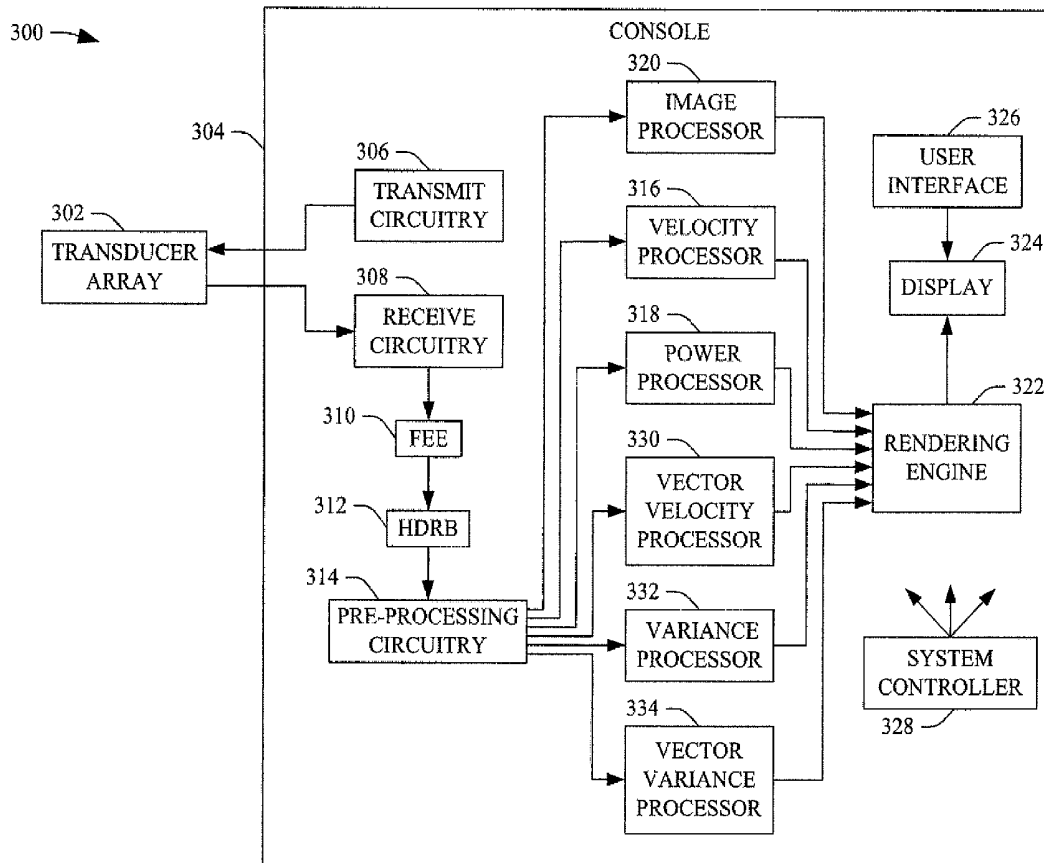 300
CONSOLE
304
302
TRANSDUCER
ARRAY
306
TRANSMIT
CIRCUITRY
308
RECEIVE
CIRCUITRY
310
FEE
312
HDRB
314
PRE-PROCESSING
CIRCUITRY
320
IMAGE
PROCESSOR
316
VELOCITY
PROCESSOR
318
POWER
PROCESSOR
330
VECTOR
VELOCITY
PROCESSOR
332
VARIANCE
PROCESSOR
334
VECTOR
VARIANCE
PROCESSOR
326
USER
INTERFACE
324
DISPLAY
322
RENDERING
ENGINE
SYSTEM
CONTROLLER
328